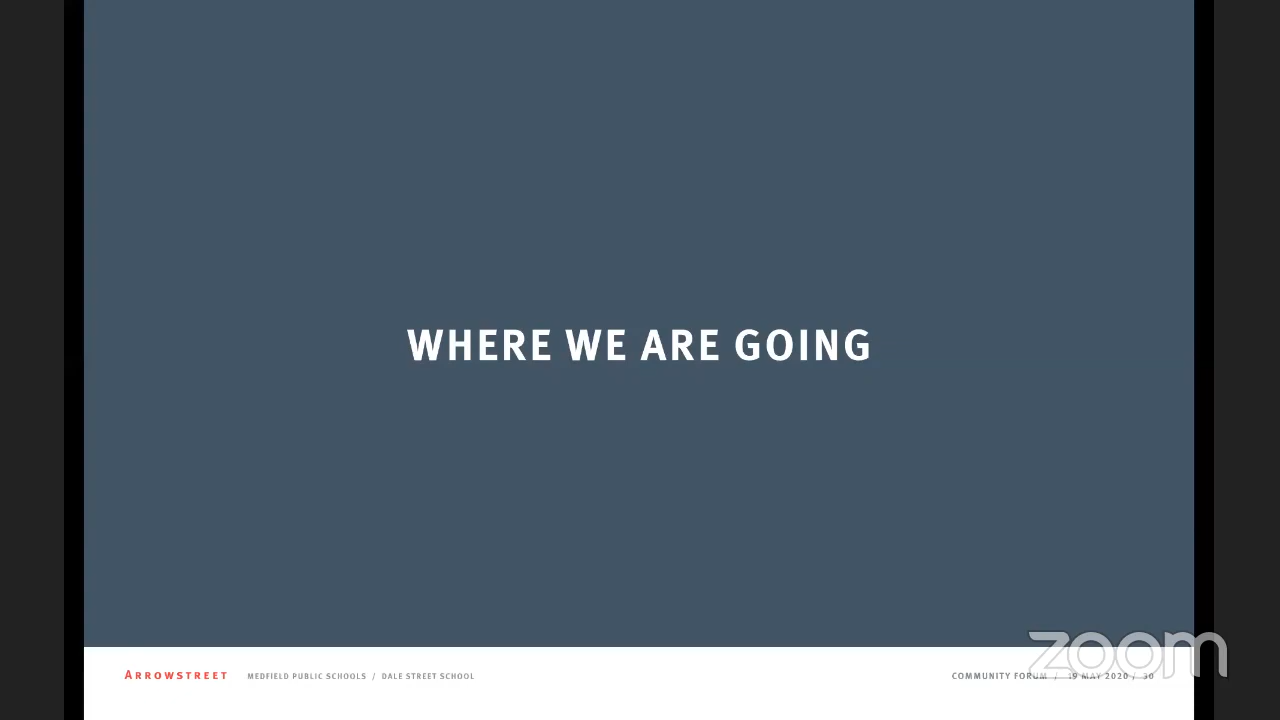 WHERE WE ARE GOING
ARROWSTREET MEDFIELD PUBLIC SCHOOLS / DALE STREET SCHOOL
COMMUNITY FORUM / 19 MAY 2020 / 30
zoom